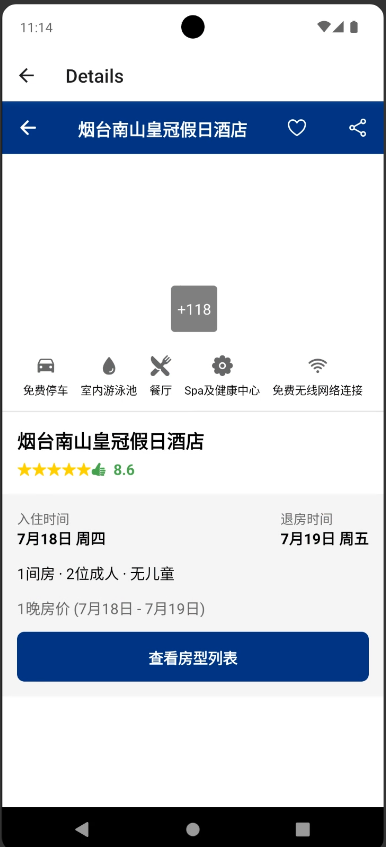 11:14
Details
烟台南山皇冠假日酒店
+118
免费停车 室内游泳池 餐厅 Spa及健康中心 免费无线网络连接
烟台南山皇冠假日酒店
8.6
入住时间 退房时间
7月18日 周四 7月19日 周五
1间房 · 2位成人 · 无儿童
1晚房价 (7月18日 - 7月19日)
查看房型列表